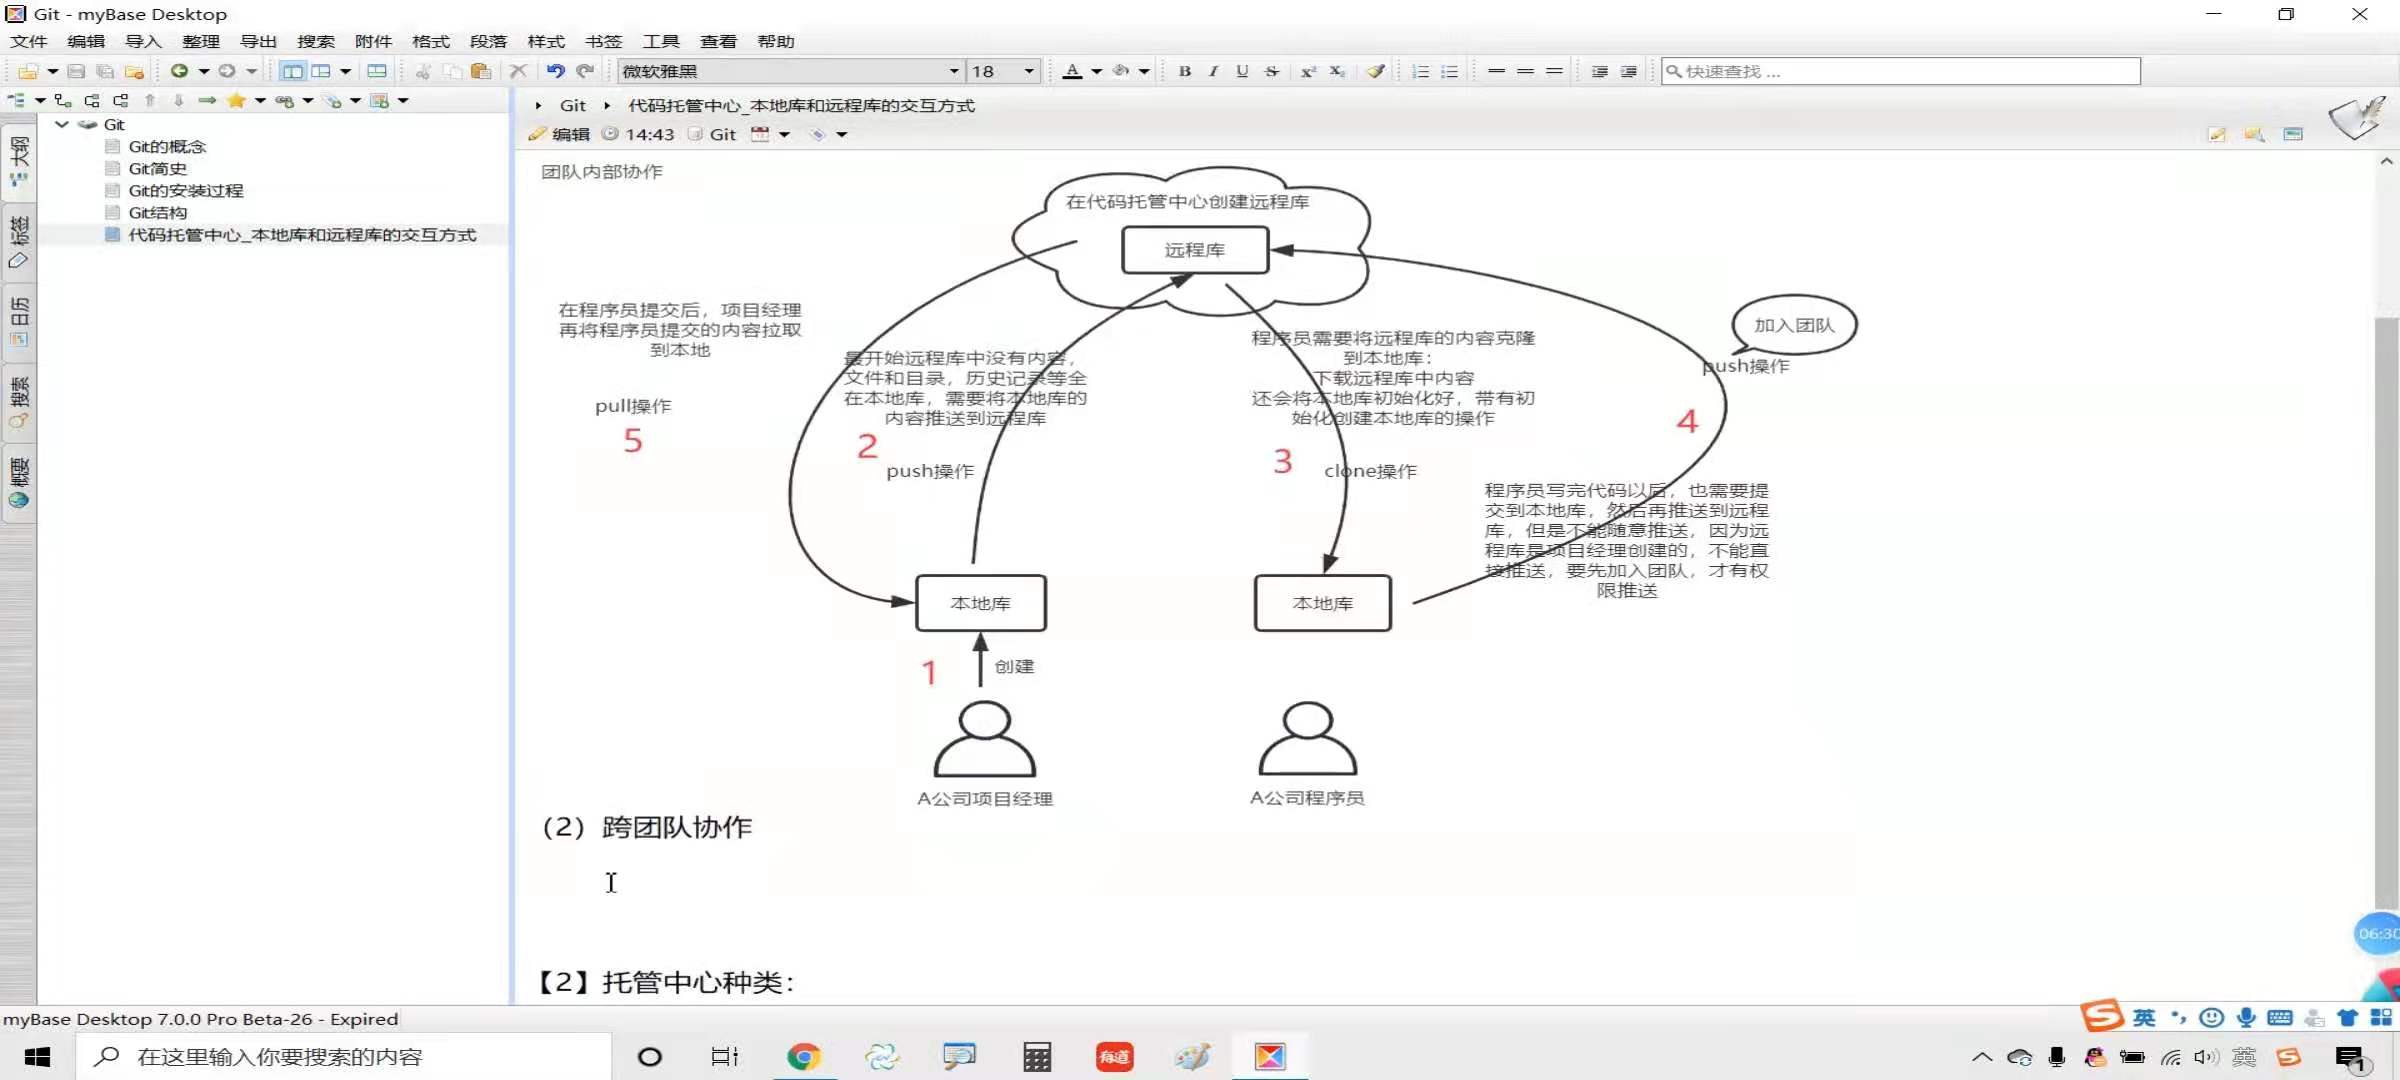 Git - myBase Desktop
文件 编辑 导入 整理 导出 搜索 附件 格式 段落 样式 书签 工具 查看 帮助
微软雅黑 18 快速查找 ...
Git 代码托管中心_本地库和远程库的交互方式
编辑 14:43 Git
大纲
标签
日历
搜索
概要
Git
Git的概念
Git简史
Git的安装过程
Git结构
代码托管中心_本地库和远程库的交互方式
团队内部协作
在代码托管中心创建远程库
远程库
在程序员提交后，项目经理
再将程序员提交的内容拉取
到本地
pull操作
5
最开始远程库中没有内容，
文件和目录，历史记录等全
在本地库，需要将本地库的
内容推送到远程库
2
push操作
程序员需要将远程库的内容克隆
到本地库：
下载远程库中内容
还会将本地库初始化好，带有初
始化创建本地库的操作
3
clone操作
加入团队
push操作
4
程序员写完代码以后，也需要提
交到本地库，然后再推送到远程
库，但是不能随意推送，因为远
程库是项目经理创建的，不能直
接推送，要先加入团队，才有权
限推送
本地库
本地库
1
创建
A公司项目经理
A公司程序员
（2）跨团队协作
【2】托管中心种类：
06:30
myBase Desktop 7.0.0 Pro Beta-26 - Expired
英
在这里输入你要搜索的内容
有道
英
1